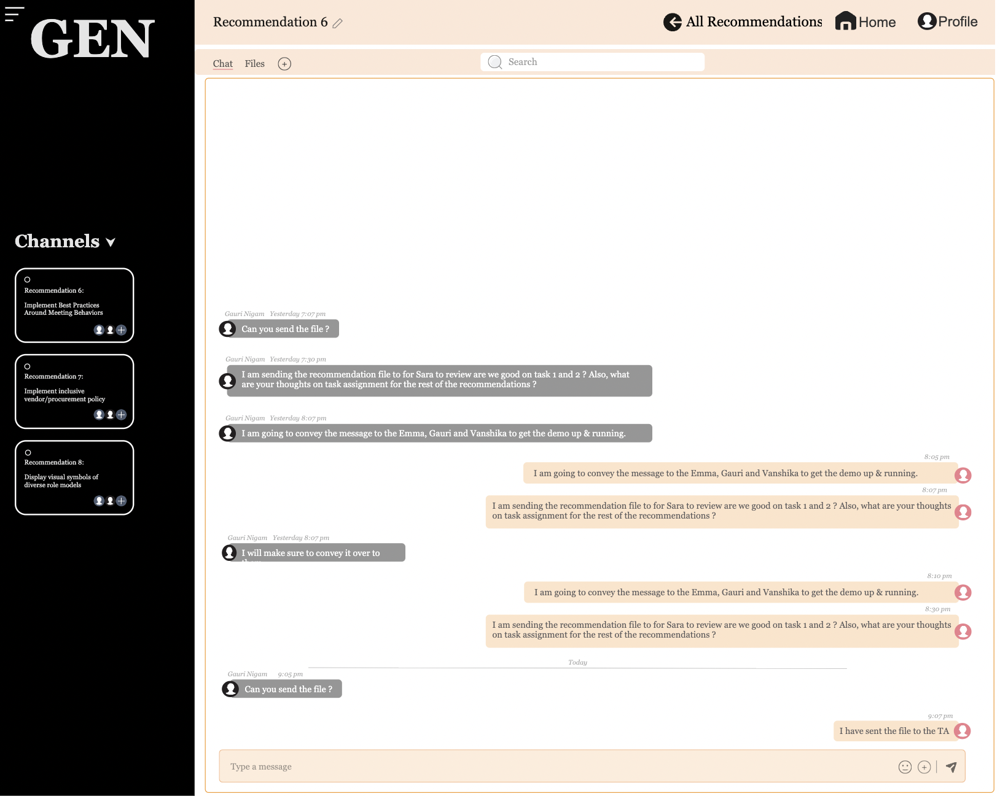 GEN
Recommendation 6
All Recommendations
Home
Profile
Chat
Files
Search
Channels
Recommendation 6:
Implement Best Practices
Around Meeting Behaviors
Recommendation 7:
Implement inclusive
vendor/procurement policy
Recommendation 8:
Display visual symbols of
diverse role models
Gauri Nigam Yesterday 7:07 pm
Can you send the file ?
Gauri Nigam Yesterday 7:30 pm
I am sending the recommendation file to for Sara to review are we good on task 1 and 2 ? Also, what
are your thoughts on task assignment for the rest of the recommendations ?
Gauri Nigam Yesterday 8:07 pm
I am going to convey the message to the Emma, Gauri and Vanshika to get the demo up & running.
8:05 pm
I am going to convey the message to the Emma, Gauri and Vanshika to get the demo up & running.
8:07 pm
I am sending the recommendation file to for Sara to review are we good on task 1 and 2 ? Also, what are your thoughts
on task assignment for the rest of the recommendations ?
Gauri Nigam Yesterday 8:07 pm
I will make sure to convey it over to
8:10 pm
I am going to convey the message to the Emma, Gauri and Vanshika to get the demo up & running.
8:30 pm
I am sending the recommendation file to for Sara to review are we good on task 1 and 2 ? Also, what are your thoughts
on task assignment for the rest of the recommendations ?
Today
Gauri Nigam 9:05 pm
Can you send the file ?
9:07 pm
I have sent the file to the TA
Type a message